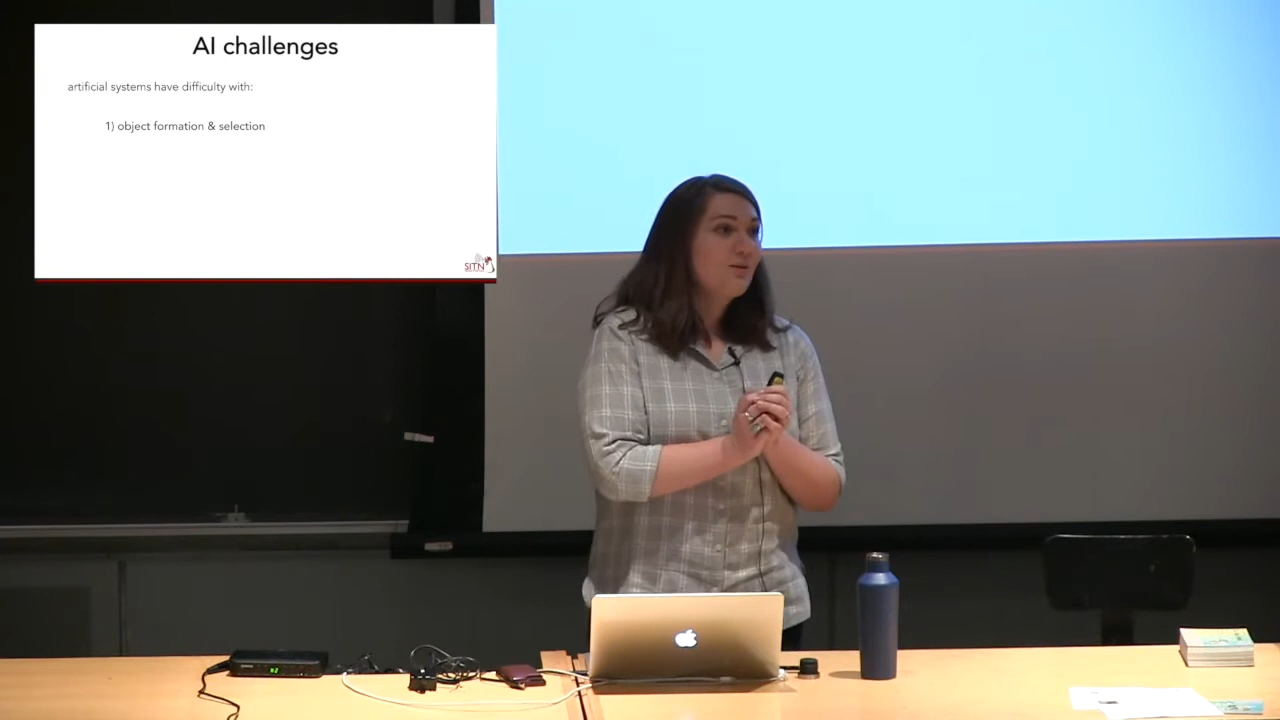 AI challenges
artificial systems have difficulty with:
1) object formation & selection
SITN